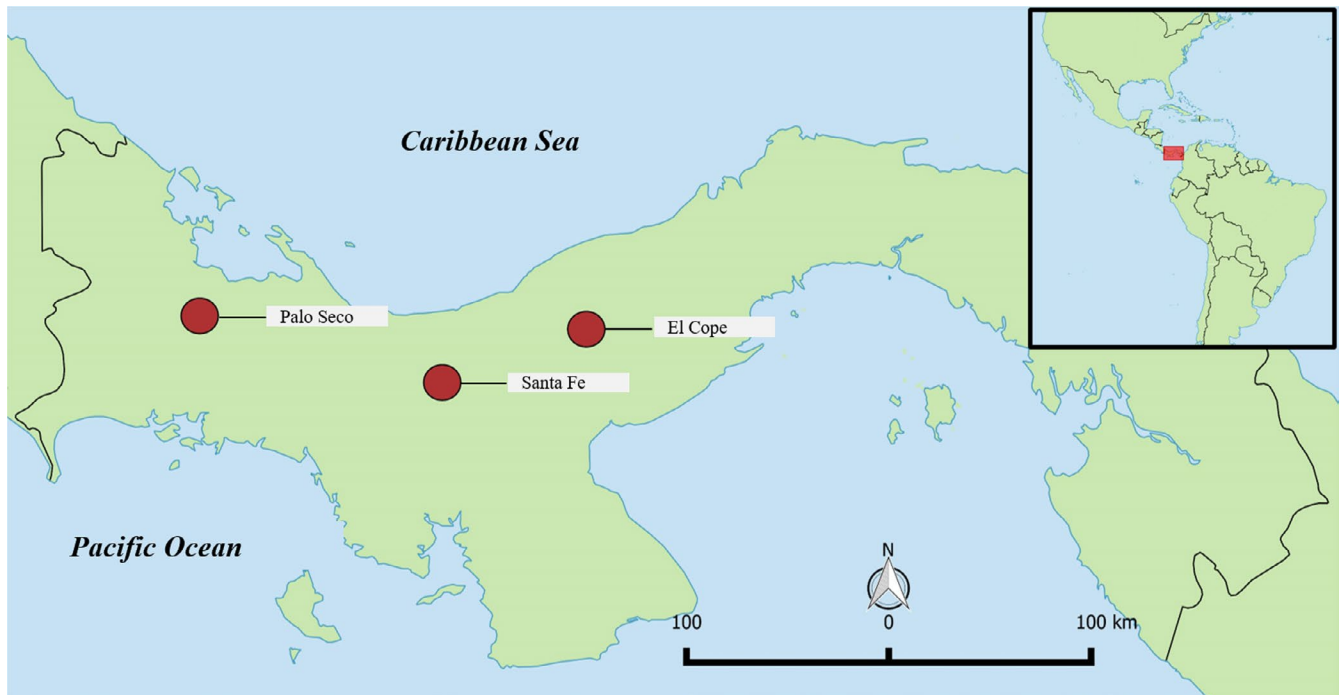 Caribbean Sea
Palo Seco
El Cope
Santa Fe
Pacific Ocean
N
100 0 100 km